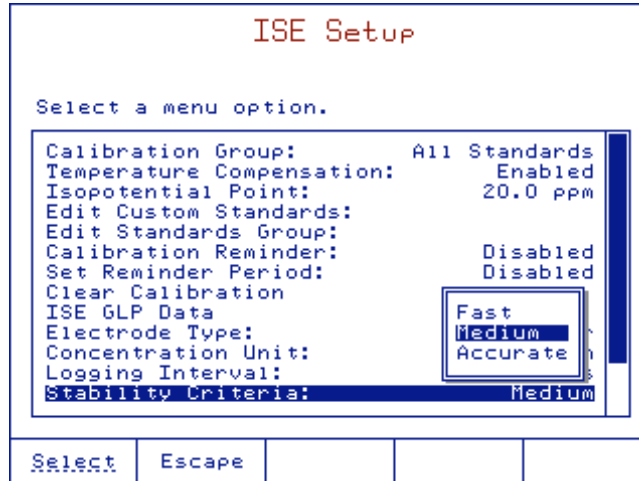 ISE Setup
Select a menu option.
Calibration Group: All Standards
Temperature Compensation: Enabled
Isopotential Point: 20.0 ppm
Edit Custom Standards:
Edit Standards Group:
Calibration Reminder: Disabled
Set Reminder Period: Disabled
Clear Calibration
ISE GLP Data
Electrode Type:
Concentration Unit:
Logging Interval:
Stability Criteria: Medium
Fast
Medium
Accurate
Select Escape